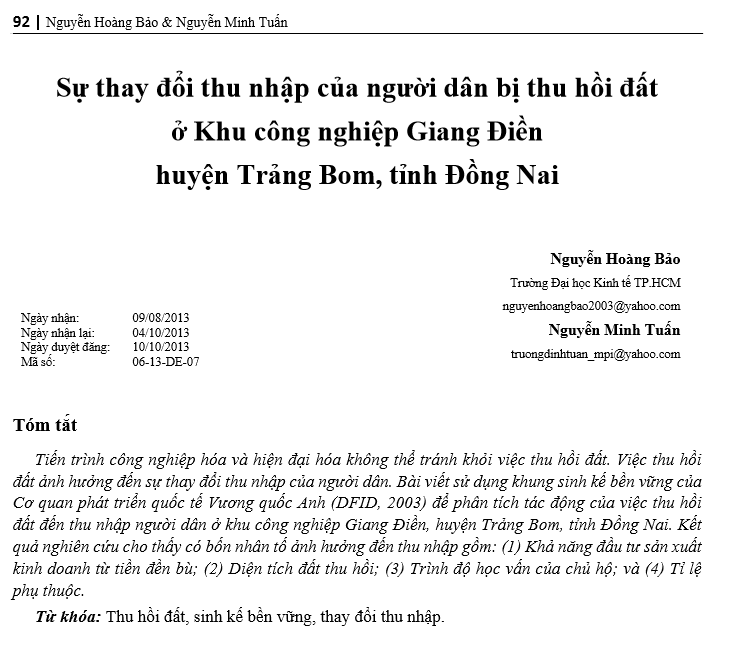 92 | Nguyễn Hoàng Bảo & Nguyễn Minh Tuấn
Sự thay đổi thu nhập của người dân bị thu hồi đất
ở Khu công nghiệp Giang Điền
huyện Trảng Bom, tỉnh Đồng Nai
Nguyễn Hoàng Bảo
Trường Đại học Kinh tế TP.HCM
nguyenhoangbao2003@yahoo.com
Nguyễn Minh Tuấn
truongdinhtuan_mpi@yahoo.com
Ngày nhận: 09/08/2013
Ngày nhận lại: 04/10/2013
Ngày duyệt đăng: 10/10/2013
Mã số: 06-13-DE-07
Tóm tắt
Tiến trình công nghiệp hóa và hiện đại hóa không thể tránh khỏi việc thu hồi đất. Việc thu hồi
đất ảnh hưởng đến sự thay đổi thu nhập của người dân. Bài viết sử dụng khung sinh kế bền vững của
Cơ quan phát triển quốc tế Vương quốc Anh (DFID, 2003) để phân tích tác động của việc thu hồi
đất đến thu nhập người dân ở khu công nghiệp Giang Điền, huyện Trảng Bom, tỉnh Đồng Nai. Kết
quả nghiên cứu cho thấy có bốn nhân tố ảnh hưởng đến thu nhập gồm: (1) Khả năng đầu tư sản xuất
kinh doanh từ tiền đền bù; (2) Diện tích đất thu hồi; (3) Trình độ học vấn của chủ hộ; và (4) Tỉ lệ
phụ thuộc.
Từ khóa: Thu hồi đất, sinh kế bền vững, thay đổi thu nhập.